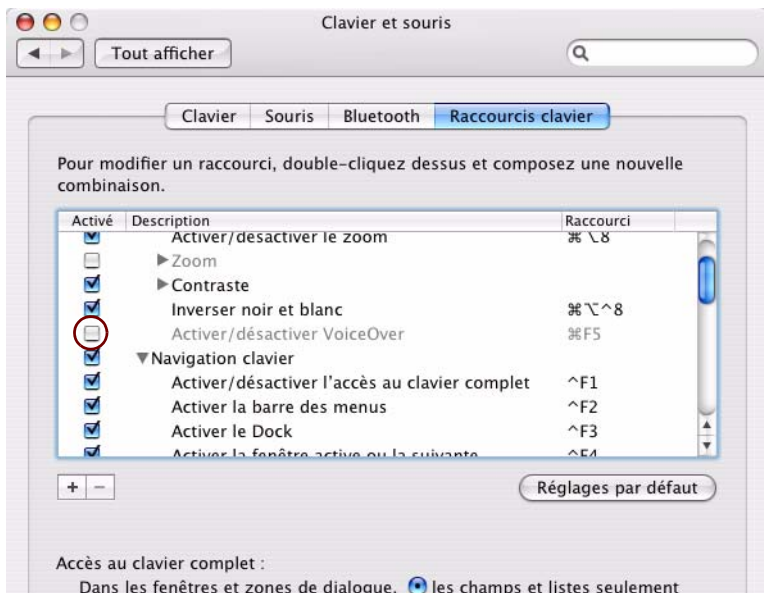 Clavier et souris
Tout afficher
Clavier Souris Bluetooth Raccourcis clavier
Pour modifier un raccourci, double-cliquez dessus et composez une nouvelle
combinaison.
Activé Description Raccourci
Activer/désactiver le zoom ⌘⌥8
Zoom
Contraste
Inverser noir et blanc ⌘⌥^8
Activer/désactiver VoiceOver ⌘F5
Navigation clavier
Activer/désactiver l'accès au clavier complet ^F1
Activer la barre des menus ^F2
Activer le Dock ^F3
Activer la fenêtre active ou la suivante ^F4
+ −
Réglages par défaut
Accès au clavier complet :
Dans les fenêtres et zones de dialogue, les champs et listes seulement